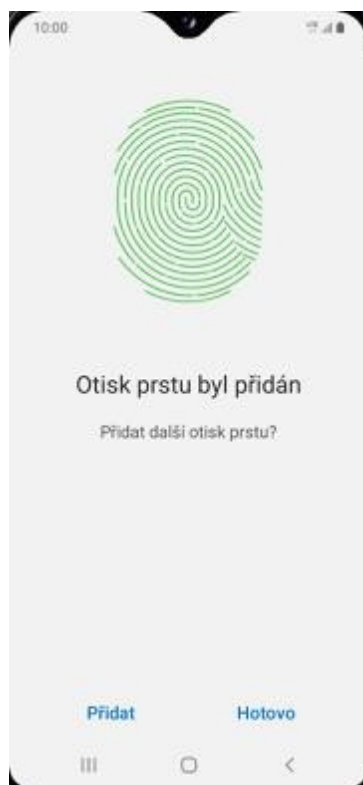 10:00
Otisk prstu byl přidán
Přidat další otisk prstu?
Přidat
Hotovo